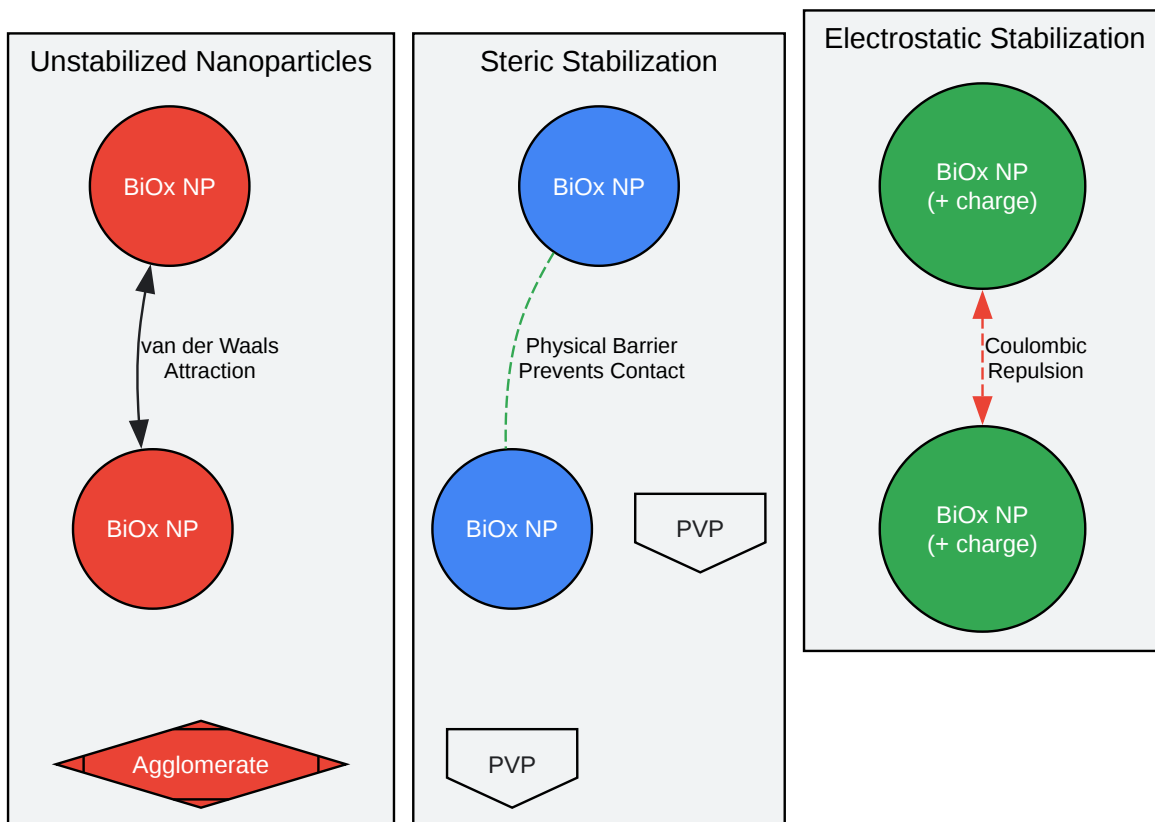 Unstabilized Nanoparticles
BiOx NP
van der Waals
Attraction
BiOx NP
Agglomerate
Steric Stabilization
BiOx NP
Physical Barrier
Prevents Contact
BiOx NP
PVP
PVP
Electrostatic Stabilization
BiOx NP
(+ charge)
Coulombic
Repulsion
BiOx NP
(+ charge)